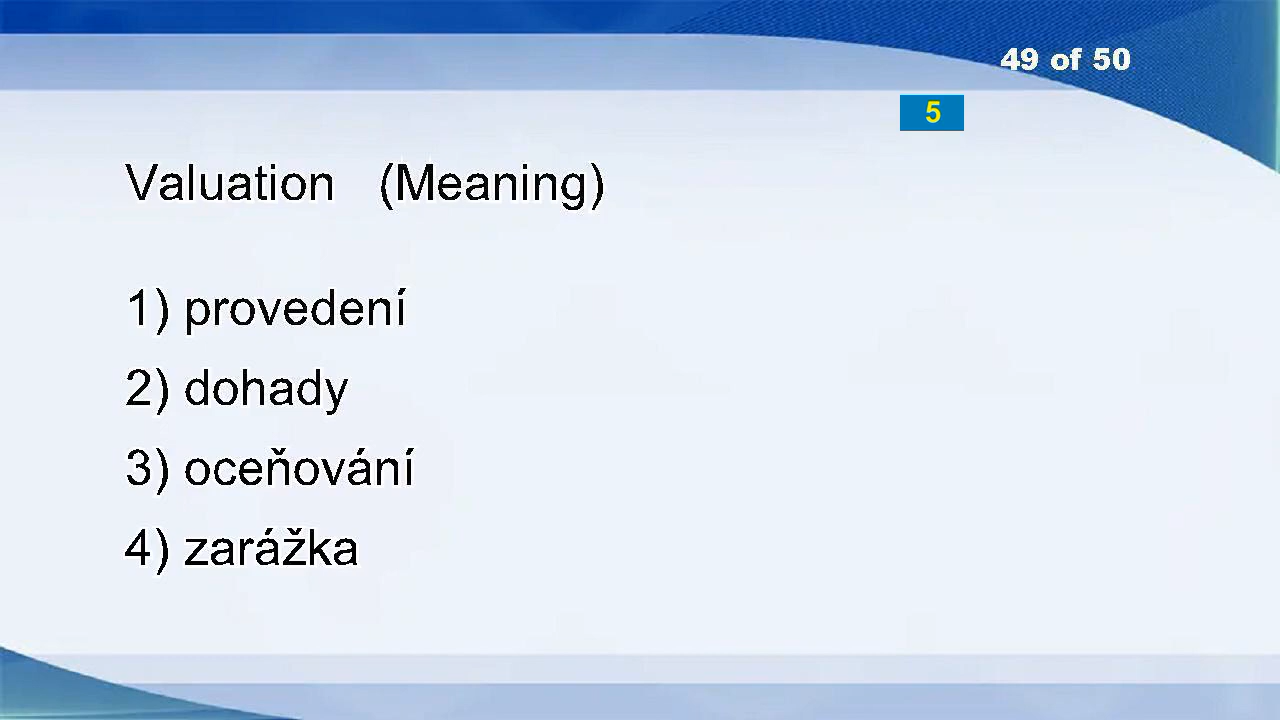 49 of 50
5
Valuation (Meaning)
1) provedení
2) dohady
3) oceňování
4) zarážka